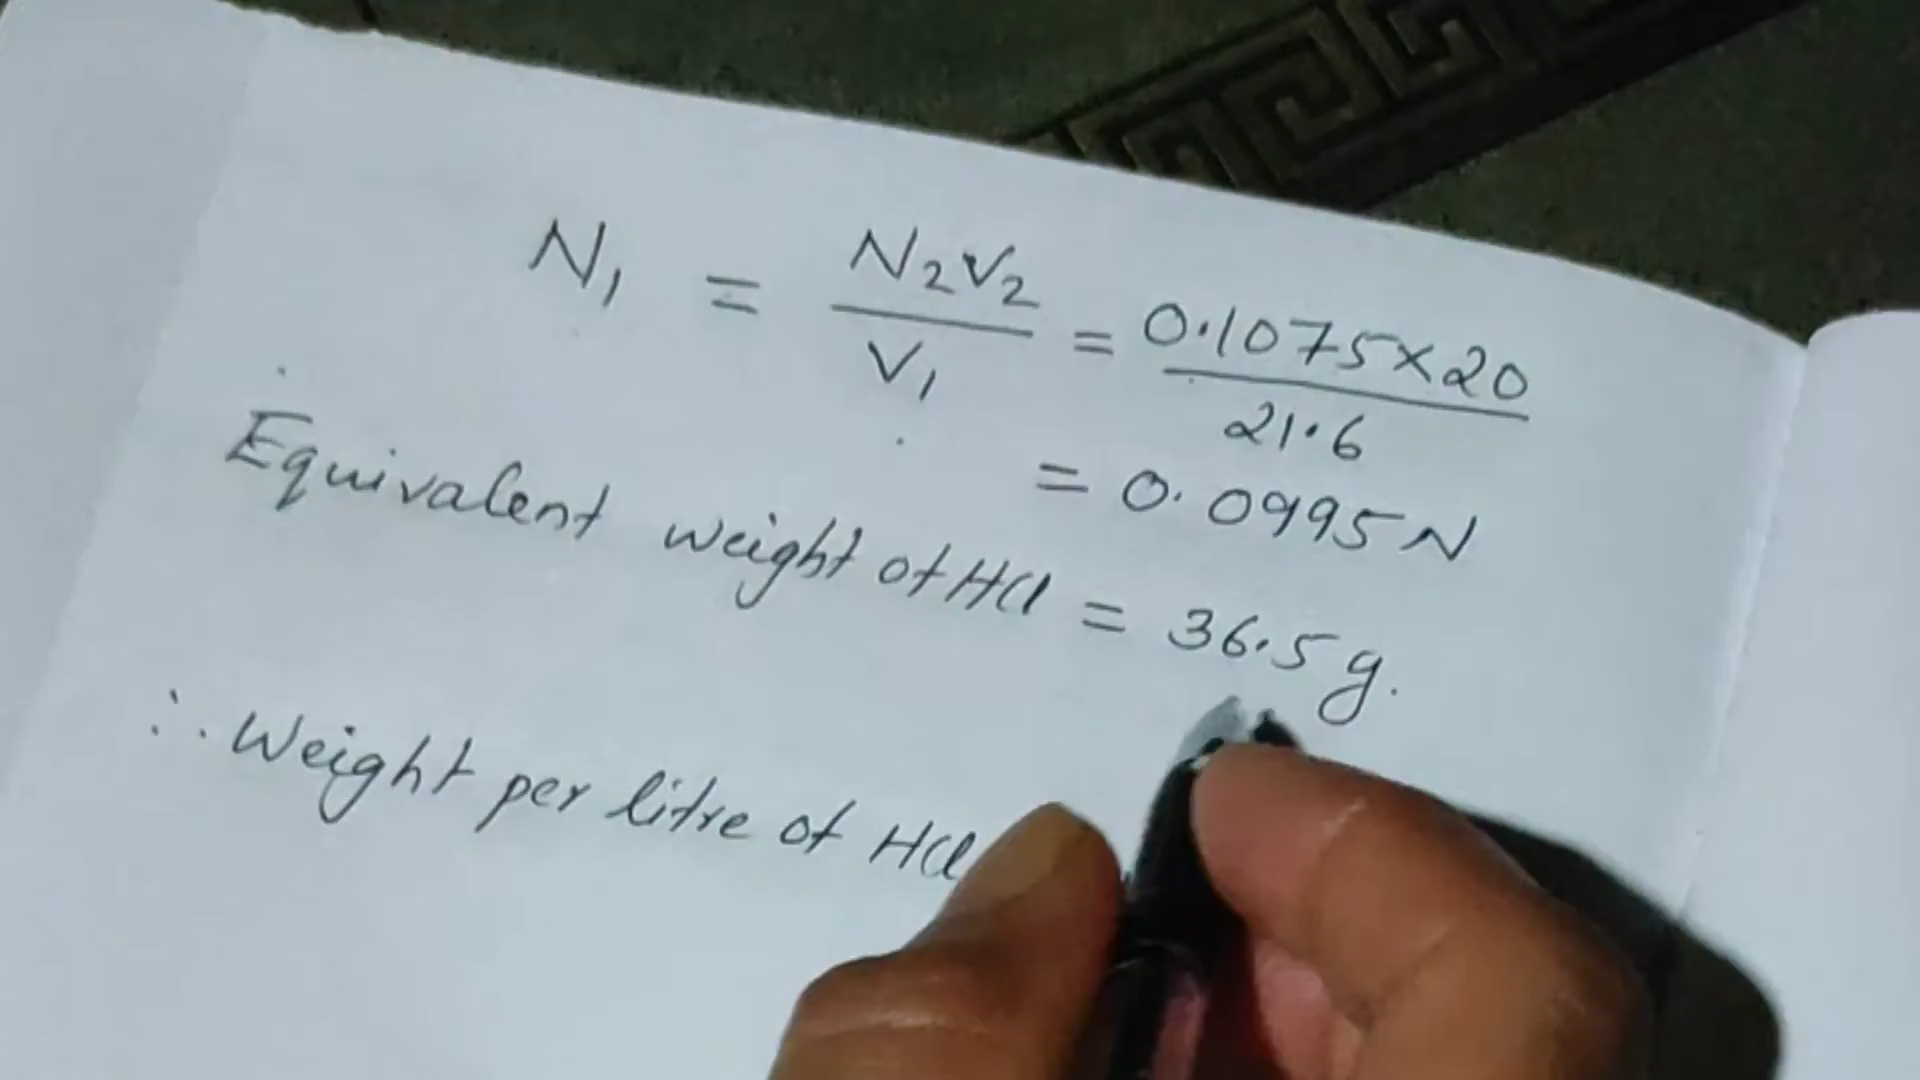 N₁ = N₂V₂ / V₁ = 0.1075×20 / 21.6
= 0.0995 N
Equivalent weight of HCl = 36.5 g.
∴ Weight per litre of HCl